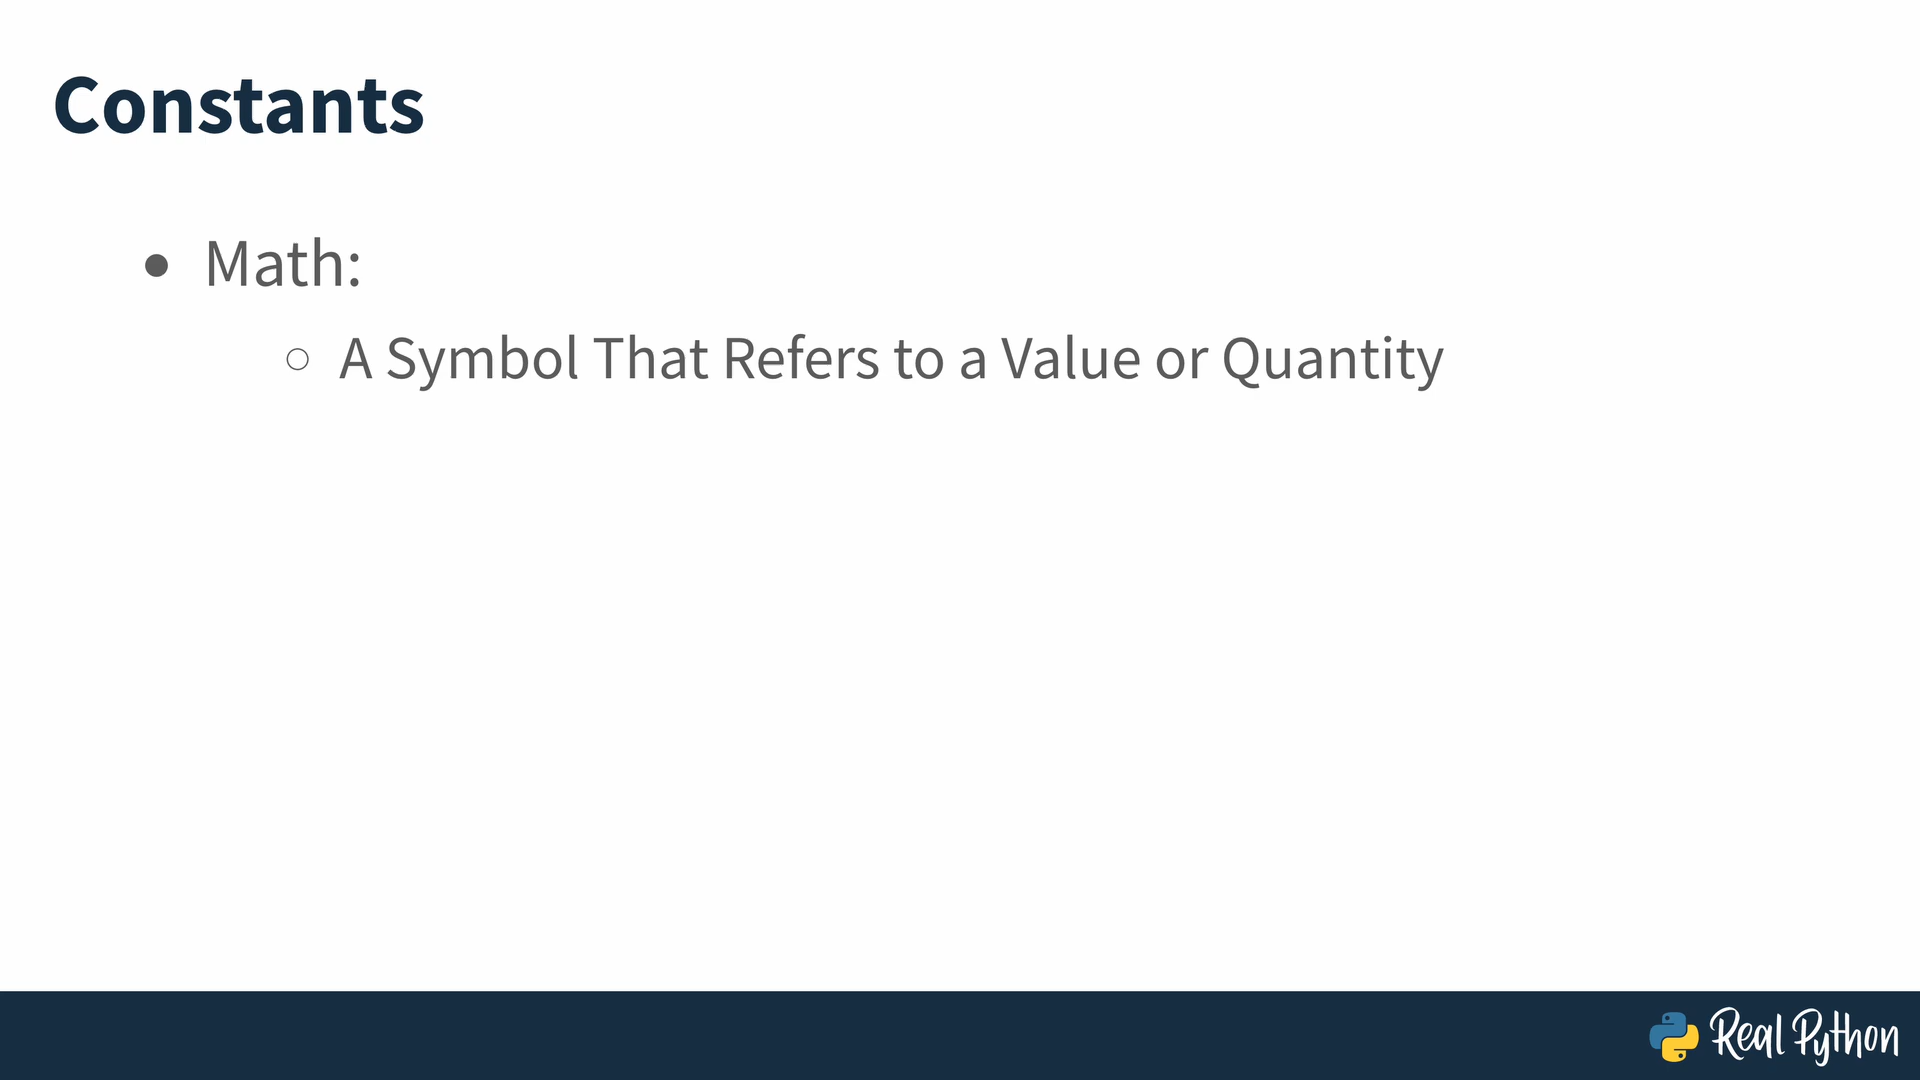 Constants
Math:
A Symbol That Refers to a Value or Quantity
Real Python